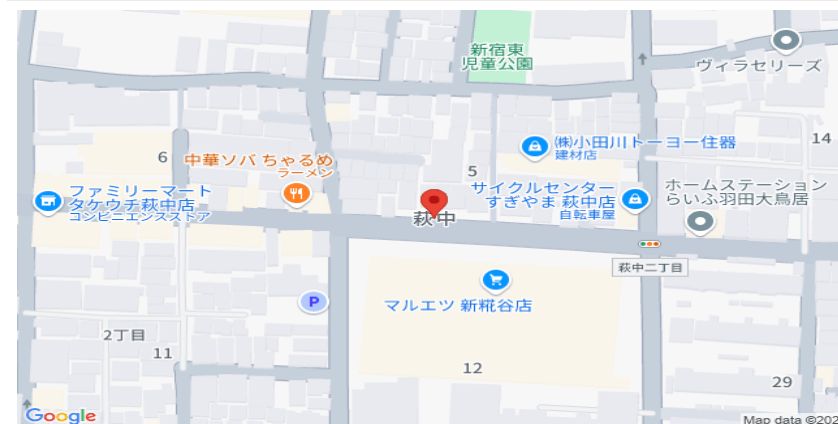 新宿東
児童公園
ヴィラセリーズ
㈱小田川トーヨー住器
建材店
14
6
中華ソバ ちゃるめ
ラーメン
5
ファミリーマート
タケウチ萩中店
コンビニエンスストア
サイクルセンター
すぎやま 萩中店
自転車屋
ホームステーション
らいふ羽田大鳥居
萩中
萩中二丁目
P
マルエツ 新糀谷店
2丁目
11
12
29
Google
Map data ©202